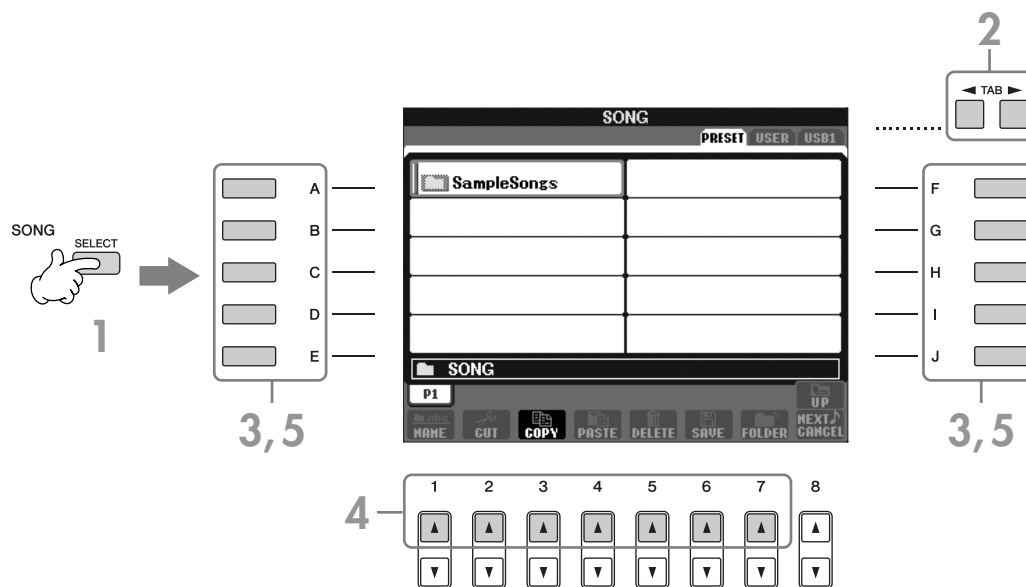 2
◄ TAB ►
SONG
PRESET USER USB1
SampleSongs
A
B
C
D
E
F
G
H
I
J
SONG
SELECT
1
3, 5
3, 5
SONG
P1
UP
NAME CUT COPY PASTE DELETE SAVE FOLDER NEXT♪
CANCEL
1 2 3 4 5 6 7 8
4